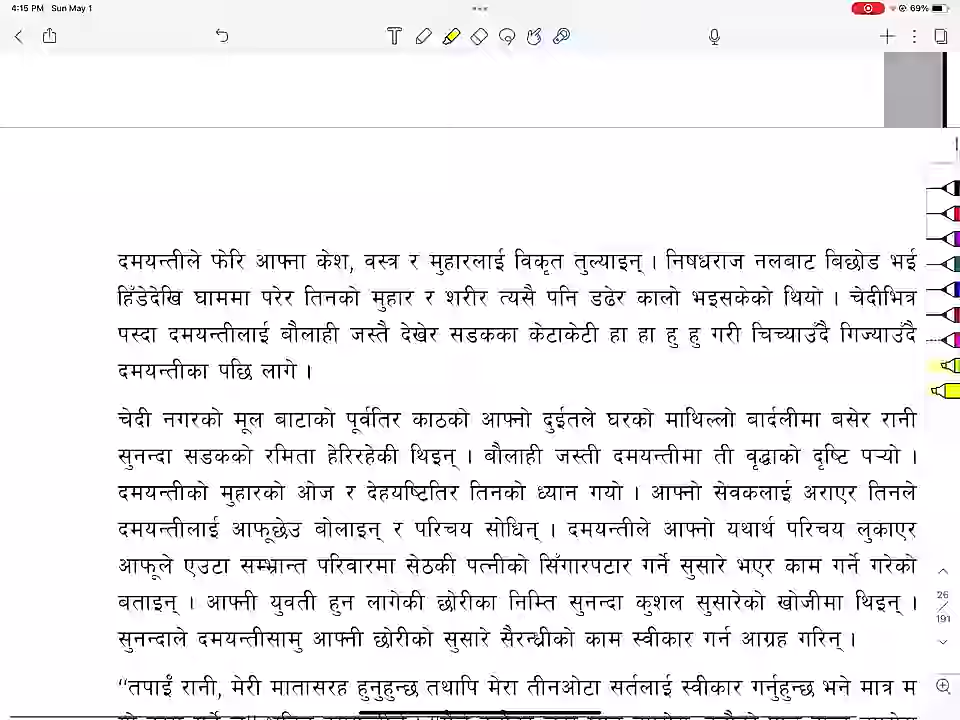 4:15 PM Sun May 1
69%
दमयन्तीले फेरि आफ्ना केश, वस्त्र र मुहारलाई विकृत तुल्याइन् । निषधराज नलबाट बिछोड भई
हिँडेदेखि घाममा परेर तिनको मुहार र शरीर त्यसै पनि डढेर कालो भइसकेको थियो । चेदीभित्र
पस्दा दमयन्तीलाई बौलाही जस्तै देखेर सडकका केटाकेटी हा हा हु हु गरी चिच्याउँदै गिज्याउँदै
दमयन्तीका पछि लागे ।
चेदी नगरको मूल बाटाको पूर्वतिर काठको आफ्नो दुईतले घरको माथिल्लो बार्दलीमा बसेर रानी
सुनन्दा सडकको रमिता हेरिरहेकी थिइन् । बौलाही जस्ती दमयन्तीमा ती वृद्धाको दृष्टि पऱ्यो ।
दमयन्तीको मुहारको ओज र देहयष्टितिर तिनको ध्यान गयो । आफ्नो सेवकलाई अराएर तिनले
दमयन्तीलाई आफूछेउ बोलाइन् र परिचय सोधिन् । दमयन्तीले आफ्नो यथार्थ परिचय लुकाएर
आफूले एउटा सम्भ्रान्त परिवारमा सेठकी पत्नीको सिँगारपटार गर्ने सुसारे भएर काम गर्ने गरेको
बताइन् । आफ्नी युवती हुन लागेकी छोरीका निम्ति सुनन्दा कुशल सुसारेको खोजीमा थिइन् ।
सुनन्दाले दमयन्तीसामु आफ्नी छोरीको सुसारे सैरन्ध्रीको काम स्वीकार गर्न आग्रह गरिन् ।
“तपाईं रानी, मेरी मातासरह हुनुहुन्छ तथापि मेरा तीनओटा सर्तलाई स्वीकार गर्नुहुन्छ भने मात्र म
26
/
191